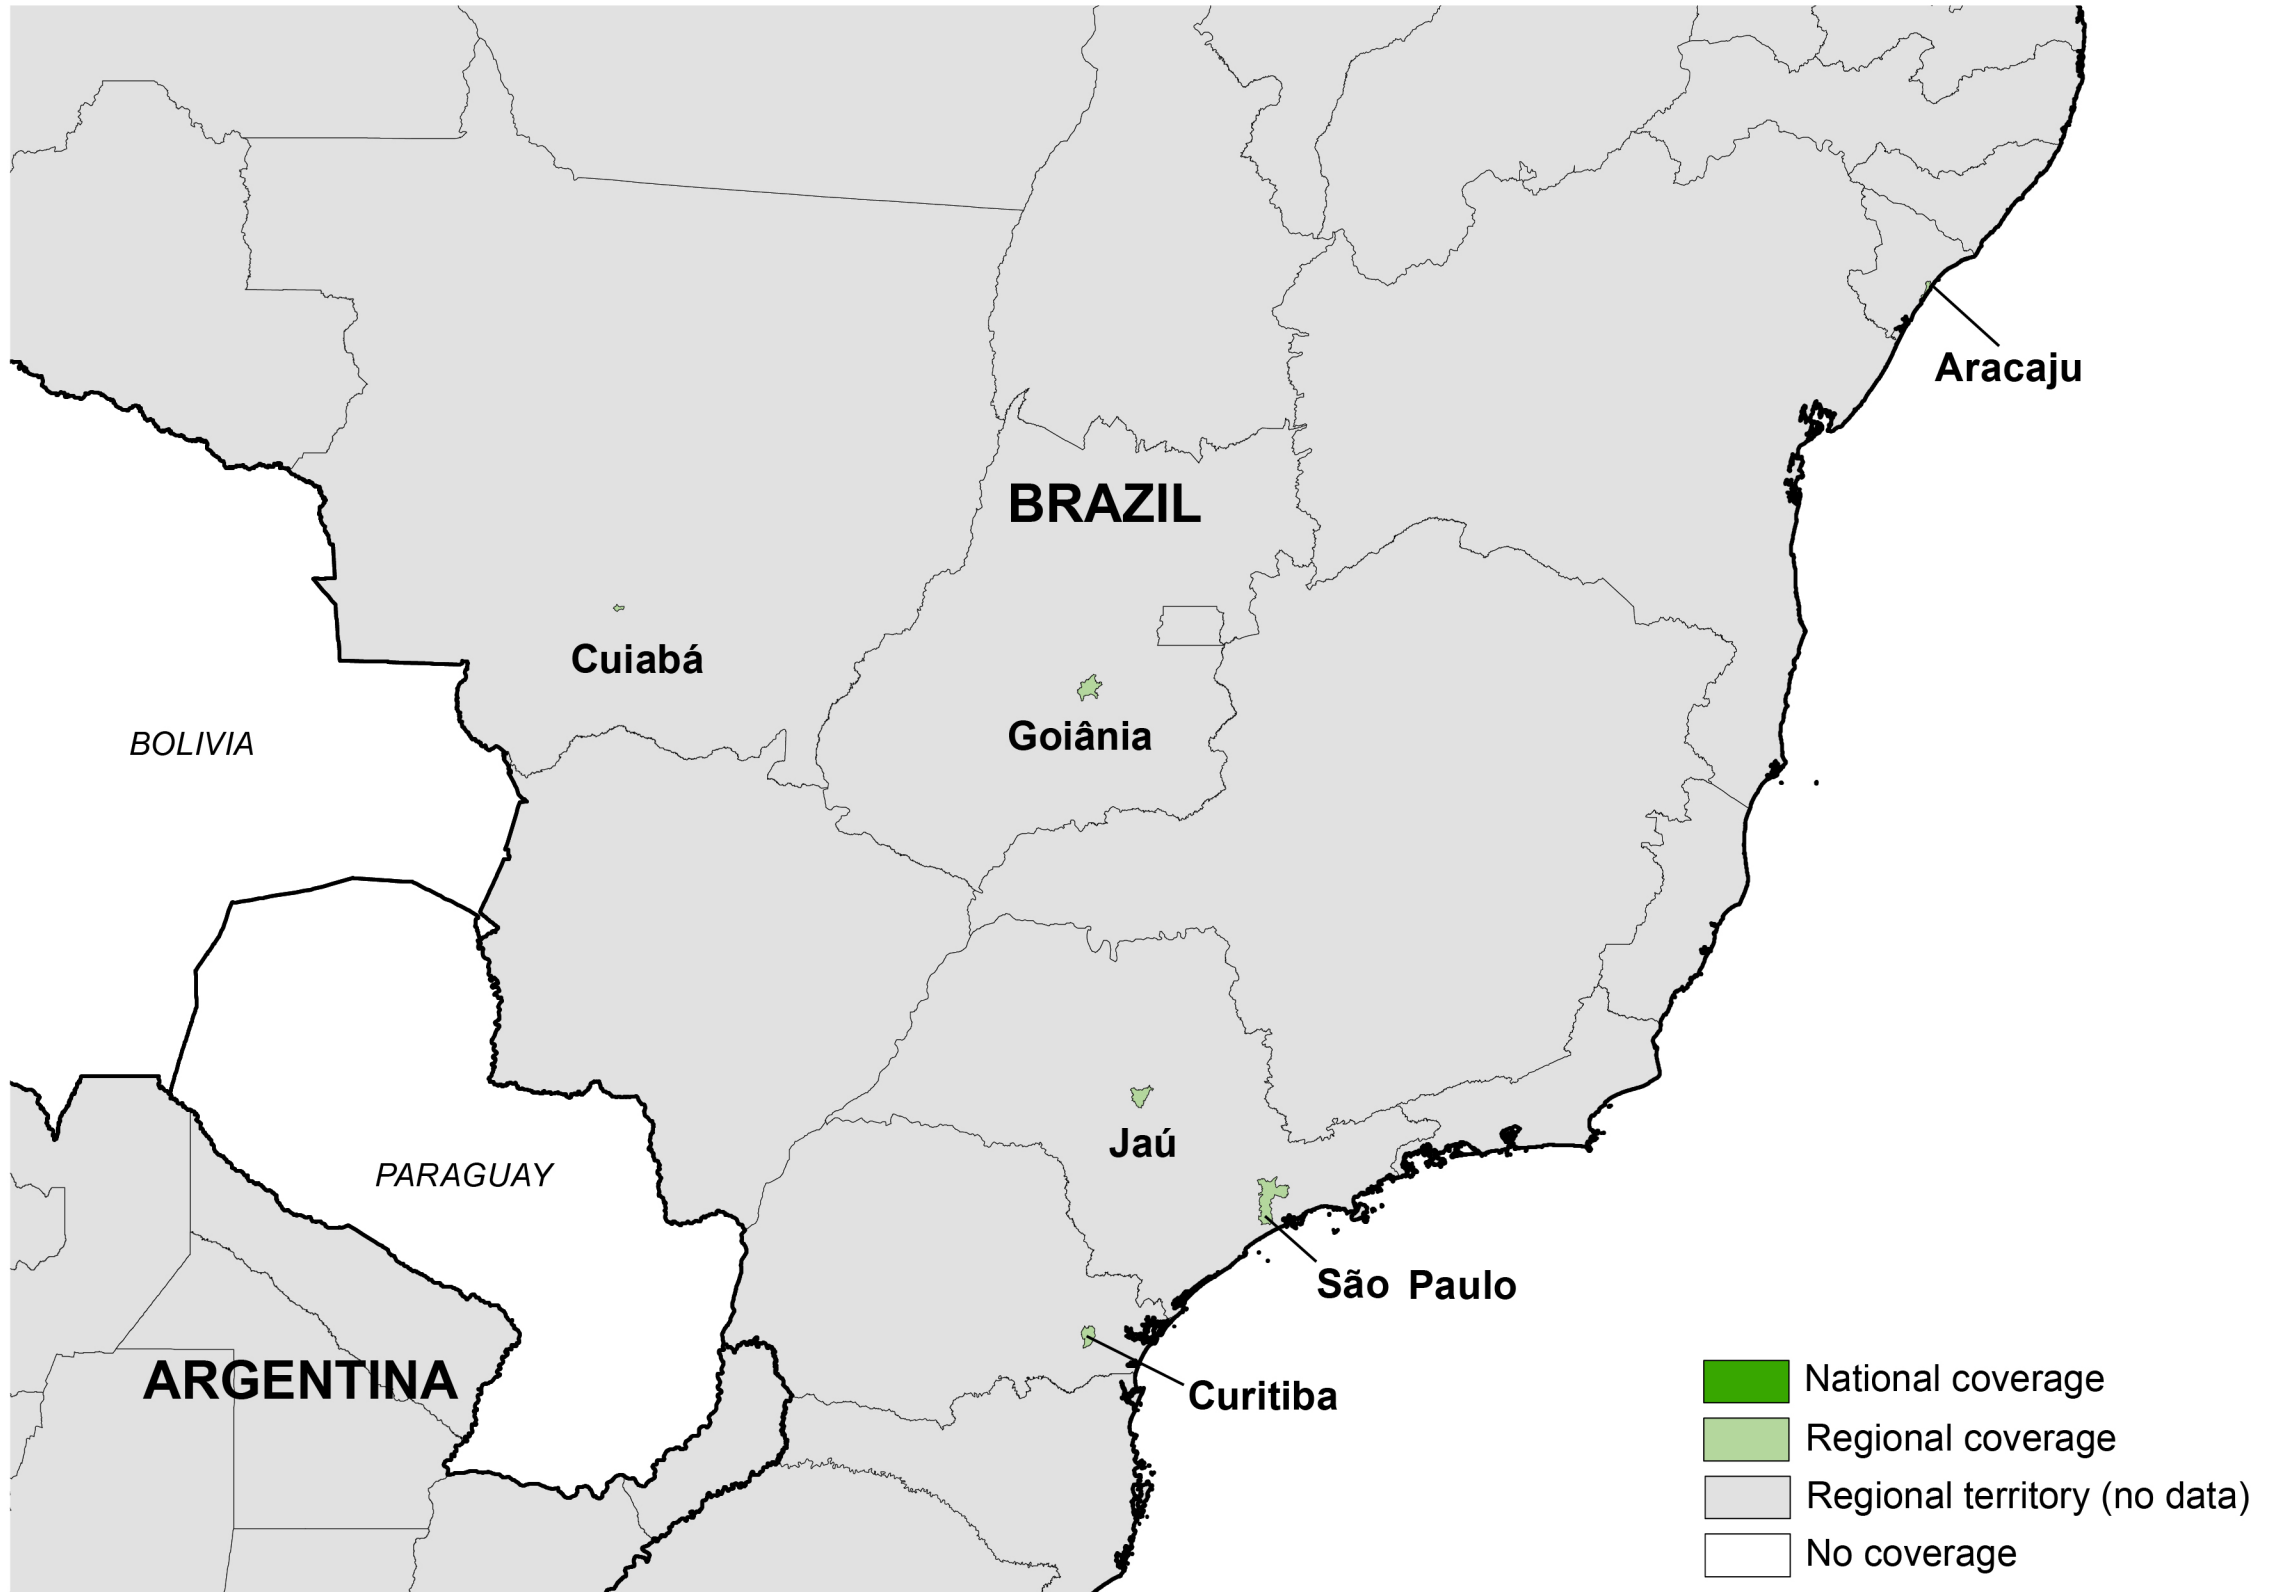 Aracaju
BRAZIL
Cuiabá
Goiânia
BOLIVIA
Jaú
PARAGUAY
São Paulo
ARGENTINA
Curitiba
National coverage
Regional coverage
Regional territory (no data)
No coverage